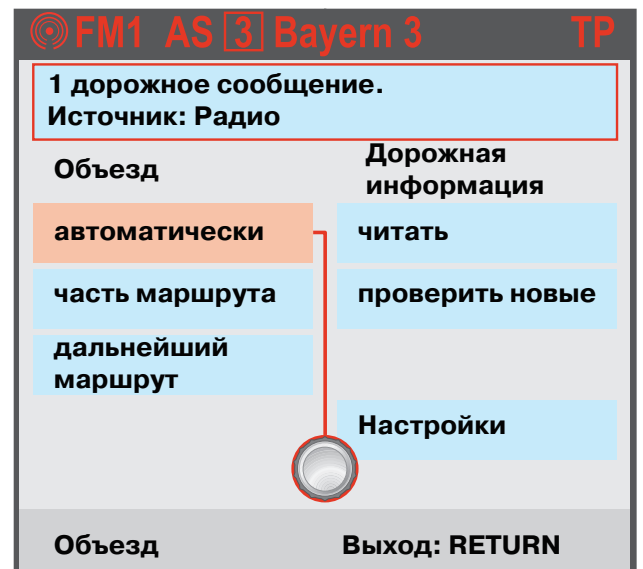 FM1 AS 3 Bayern 3 TP
1 дорожное сообщение.
Источник: Радио
Объезд
Дорожная
информация
автоматически
читать
часть маршрута
проверить новые
дальнейший
маршрут
Настройки
Объезд Выход: RETURN